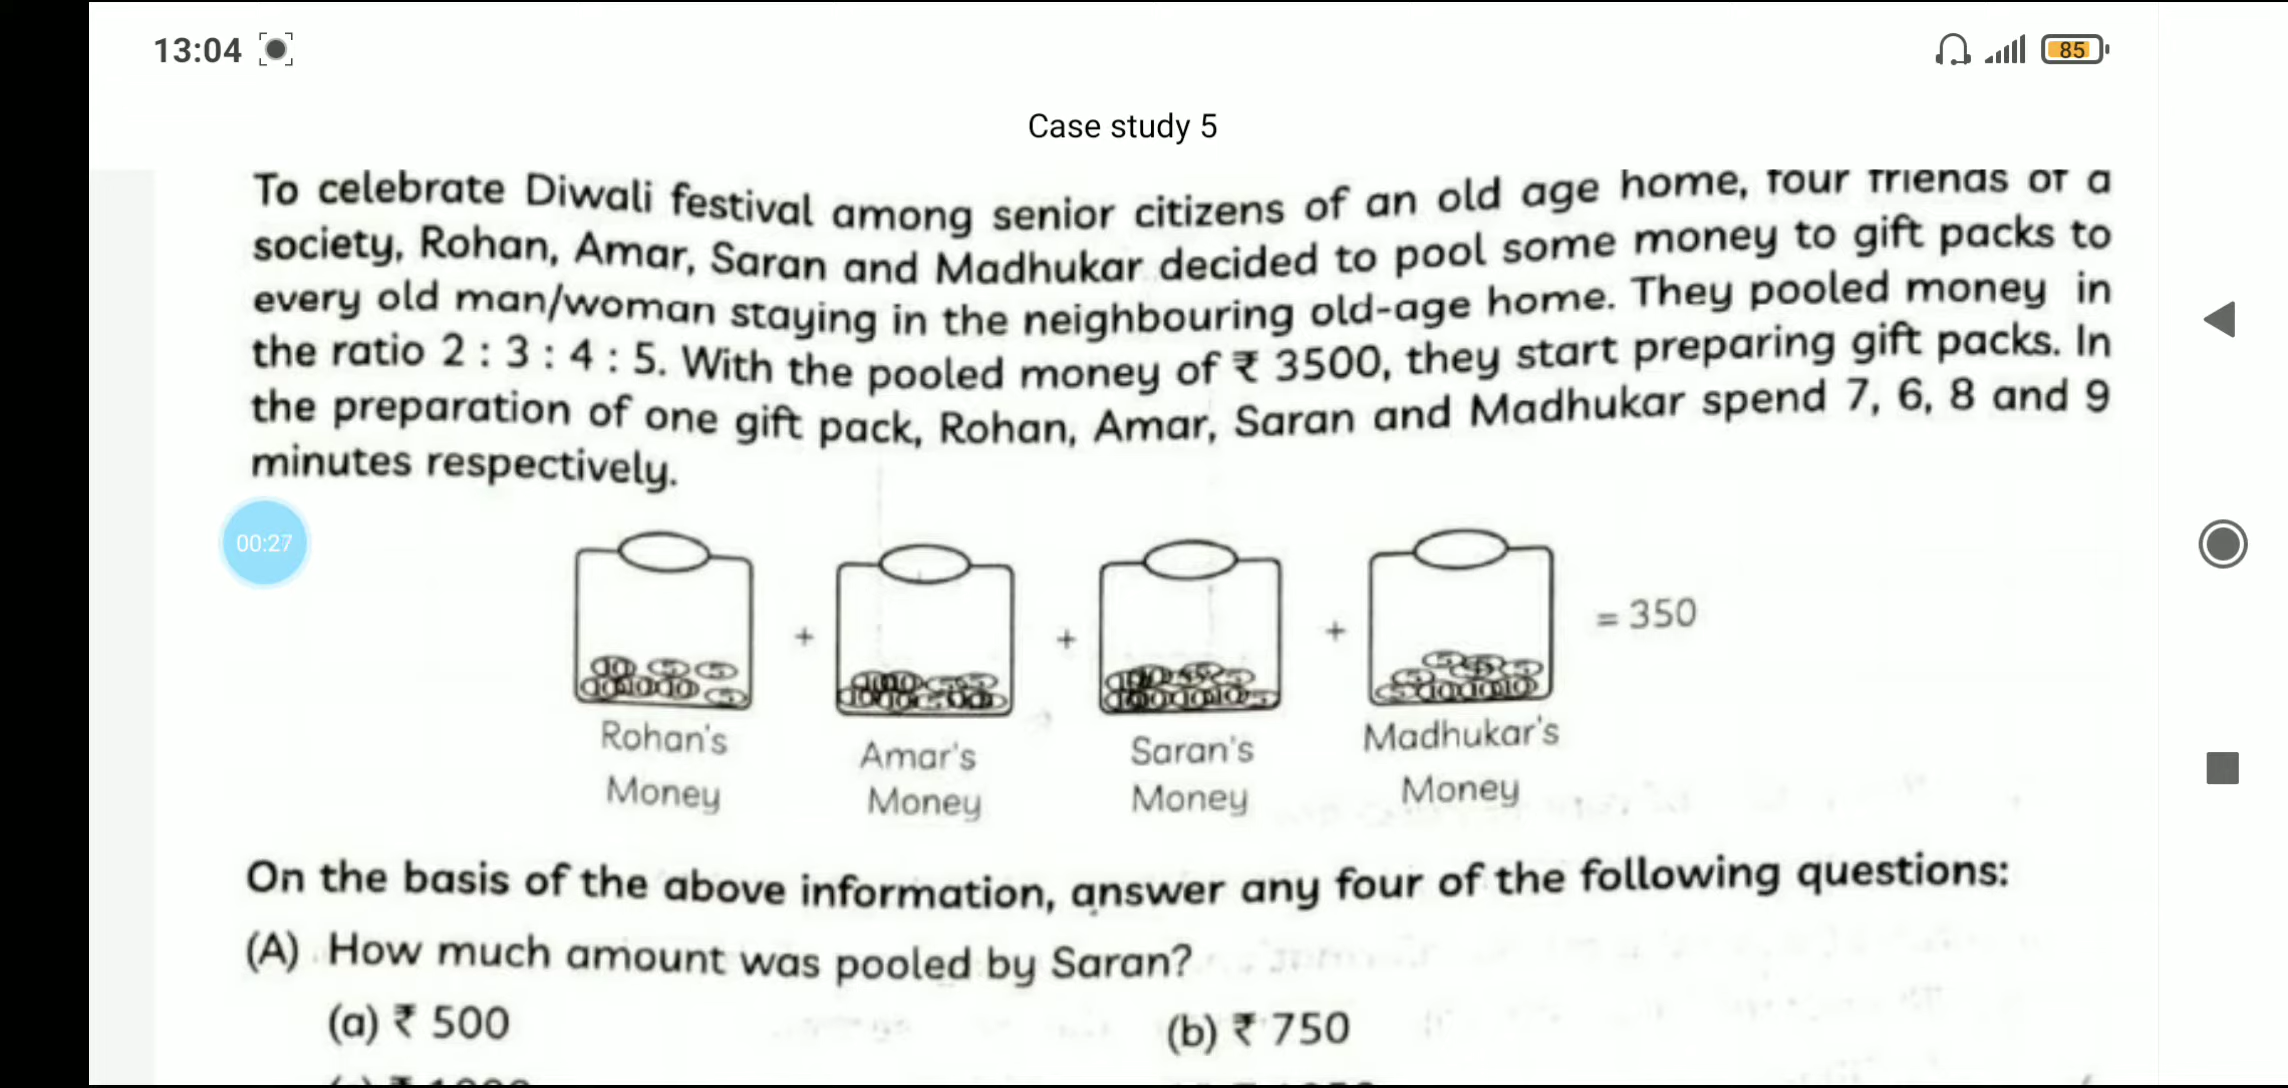 13:04
85
Case study 5
To celebrate Diwali festival among senior citizens of an old age home, four friends of a
society, Rohan, Amar, Saran and Madhukar decided to pool some money to gift packs to
every old man/woman staying in the neighbouring old-age home. They pooled money in
the ratio 2 : 3 : 4 : 5. With the pooled money of ₹ 3500, they start preparing gift packs. In
the preparation of one gift pack, Rohan, Amar, Saran and Madhukar spend 7, 6, 8 and 9
minutes respectively.
00:27
+ + + = 350
Rohan's Money
Amar's Money
Saran's Money
Madhukar's Money
On the basis of the above information, answer any four of the following questions:
(A) How much amount was pooled by Saran?
(a) ₹ 500 (b) ₹ 750